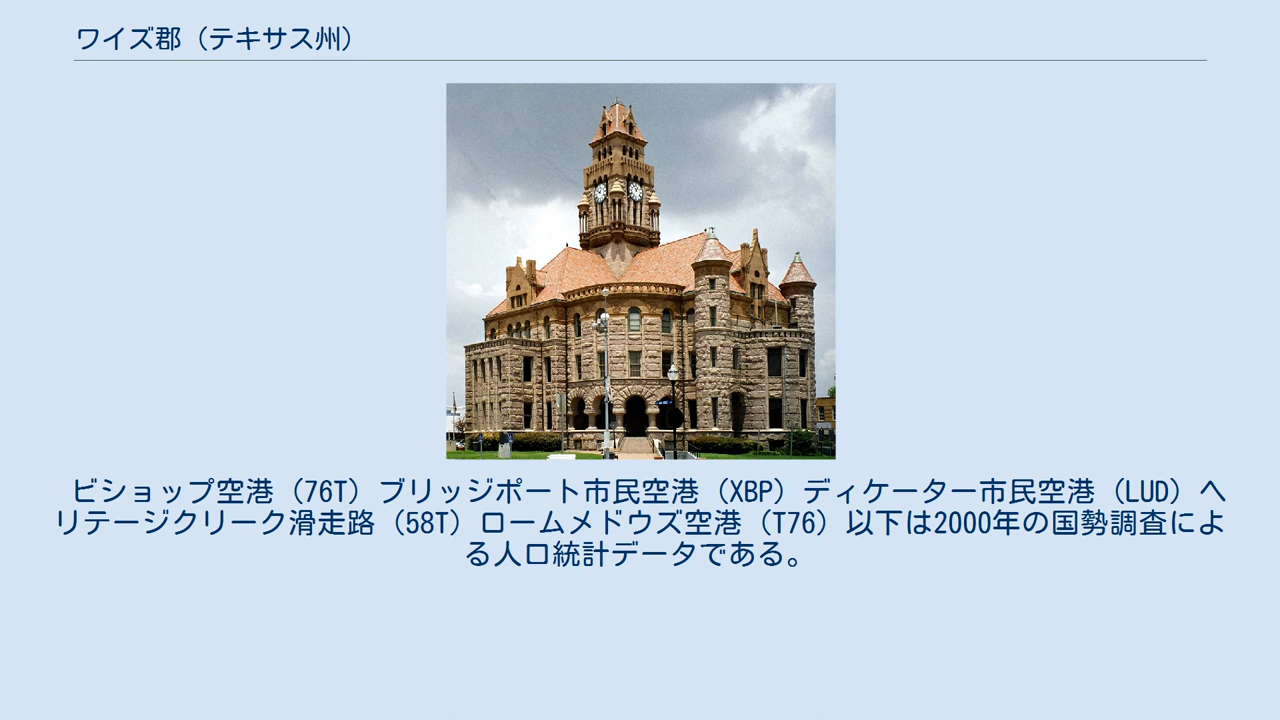 ワイズ郡（テキサス州）
ビショップ空港（76T）ブリッジポート市民空港（XBP）ディケーター市民空港（LUD）ヘ
リテージクリーク滑走路（58T）ロームメドウズ空港（T76）以下は2000年の国勢調査によ
る人口統計データである。